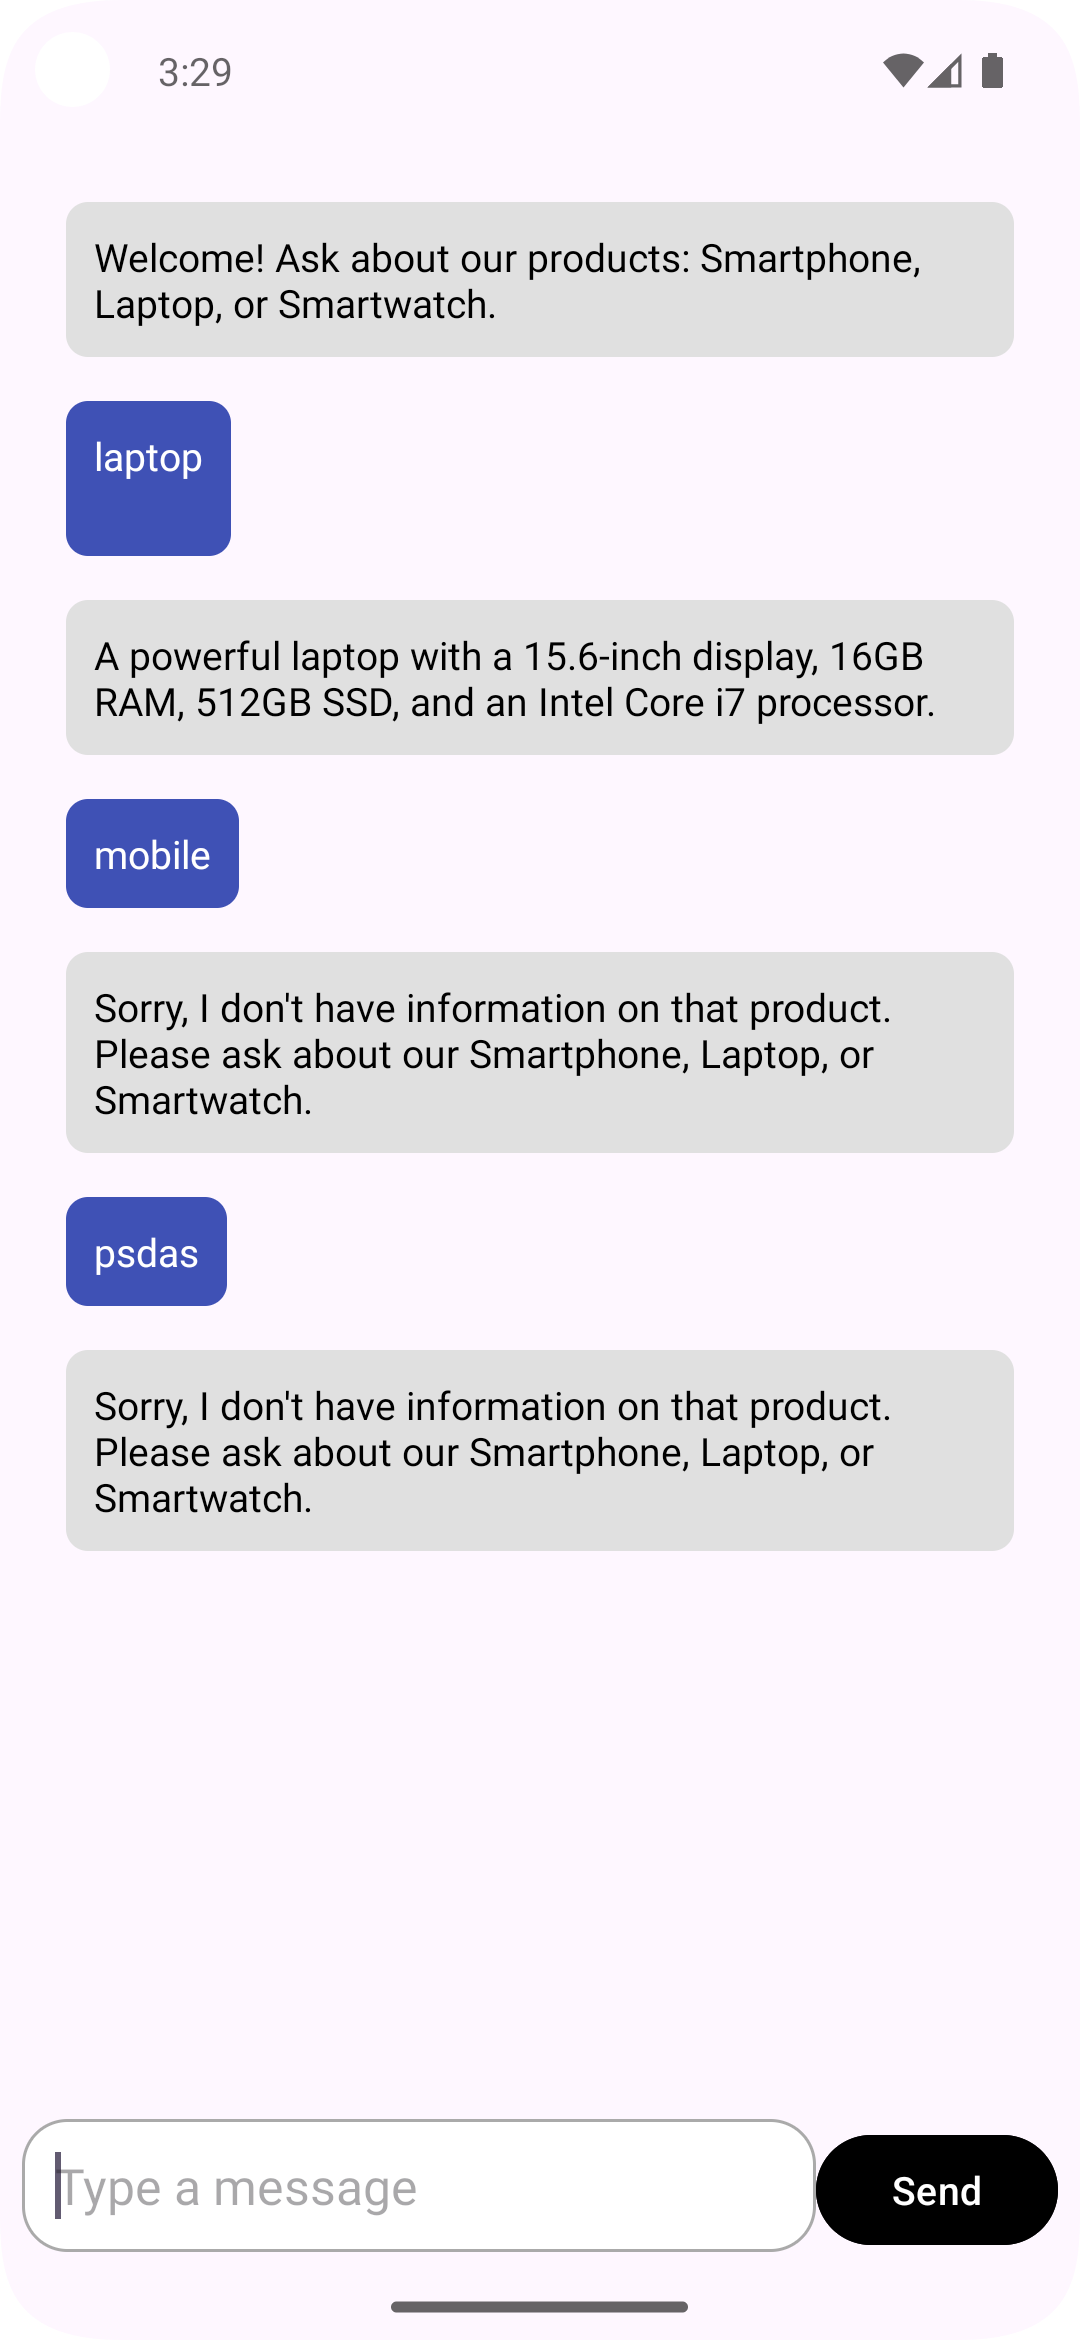 3:29
Welcome! Ask about our products: Smartphone,
Laptop, or Smartwatch.
laptop
A powerful laptop with a 15.6-inch display, 16GB
RAM, 512GB SSD, and an Intel Core i7 processor.
mobile
Sorry, I don't have information on that product.
Please ask about our Smartphone, Laptop, or
Smartwatch.
psdas
Sorry, I don't have information on that product.
Please ask about our Smartphone, Laptop, or
Smartwatch.
Type a message
Send